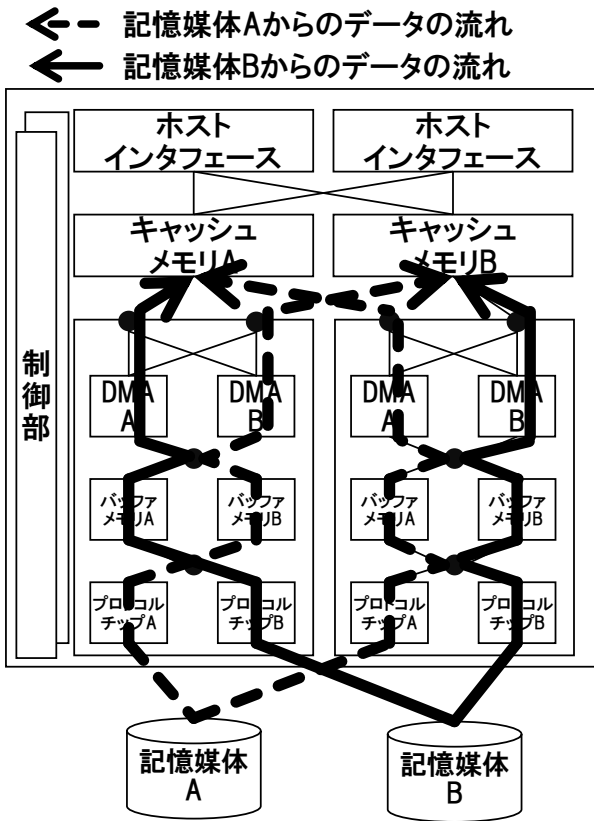 記憶媒体Aからのデータの流れ
記憶媒体Bからのデータの流れ
ホスト
インタフェース
ホスト
インタフェース
キャッシュ
メモリA
キャッシュ
メモリB
制御部
DMA
A
DMA
B
DMA
A
DMA
B
バッファ
メモリA
バッファ
メモリB
バッファ
メモリA
バッファ
メモリB
プロトコル
チップA
プロトコル
チップB
プロトコル
チップA
プロトコル
チップB
記憶媒体
A
記憶媒体
B